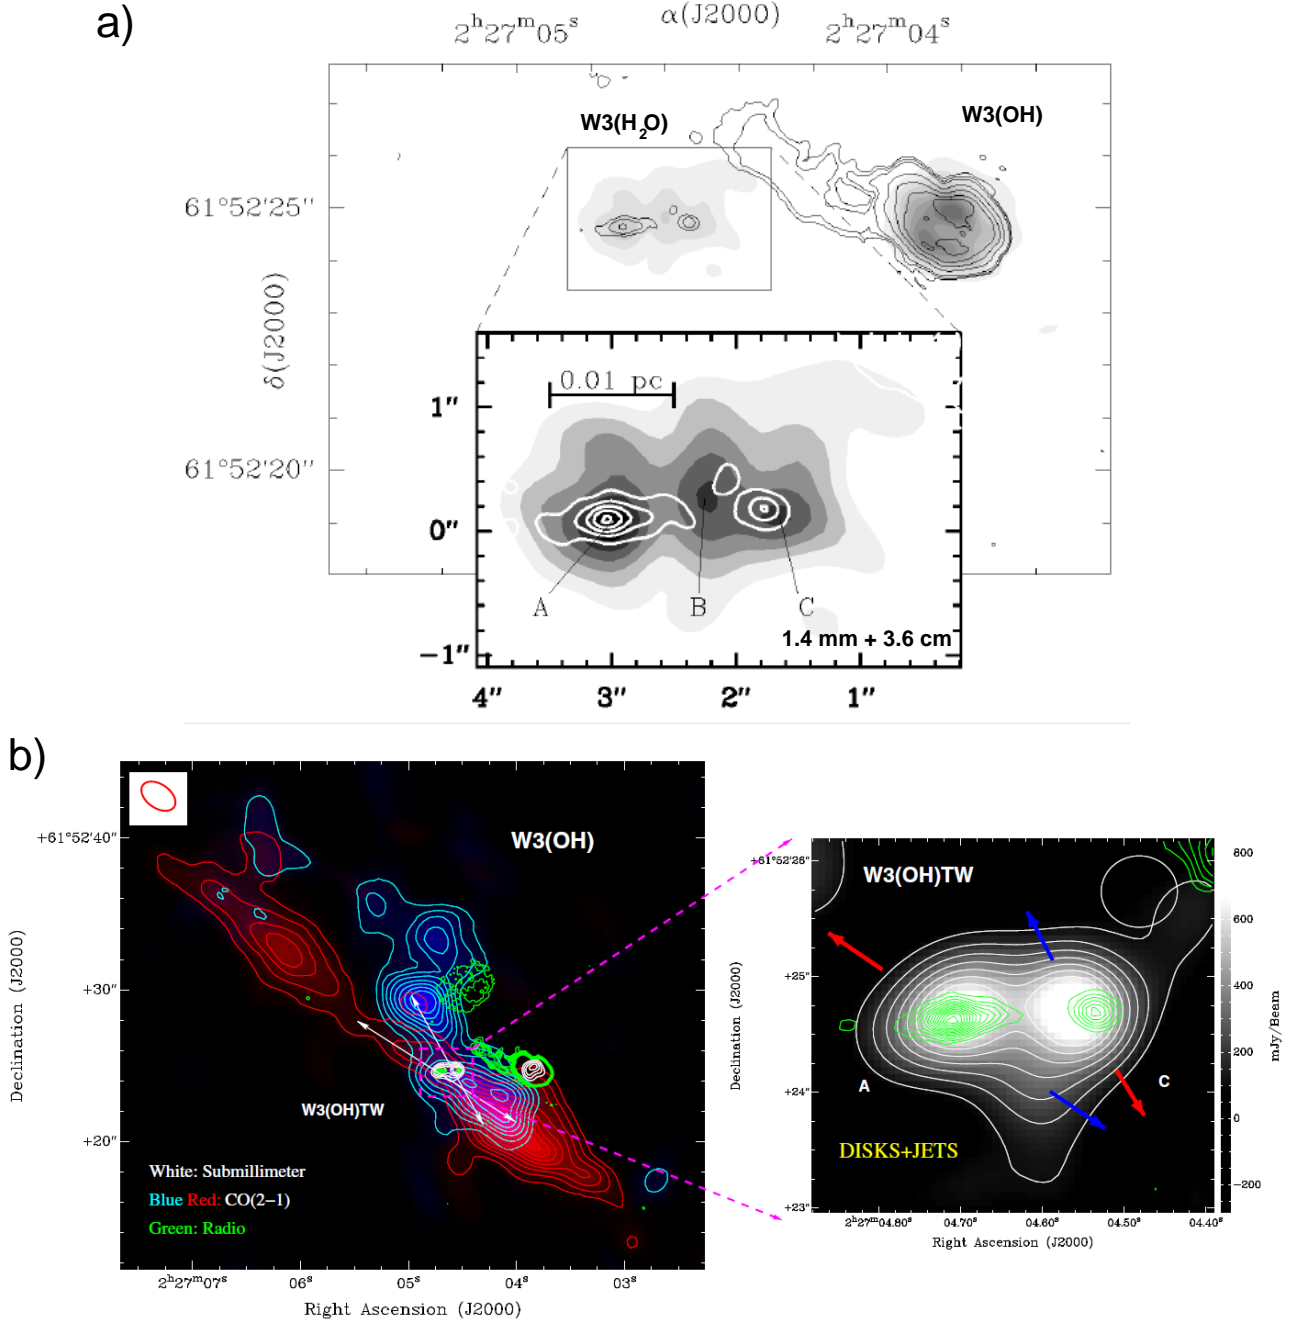 a)
α(J2000)
2ʰ27ᵐ05ˢ
2ʰ27ᵐ04ˢ
W3(H₂O)
W3(OH)
61°52'25"
δ(J2000)
61°52'20"
0.01 pc
1"
0"
−1"
A
B
C
1.4 mm + 3.6 cm
4"
3"
2"
1"
b)
W3(OH)
+61°52'40"
+30"
+20"
Declination (J2000)
W3(OH)TW
White: Submillimeter
Blue Red: CO(2−1)
Green: Radio
2ʰ27ᵐ07ˢ
06ˢ
05ˢ
04ˢ
03ˢ
Right Ascension (J2000)
+61°52'26"
+25"
+24"
+23"
Declination (J2000)
W3(OH)TW
A
C
DISKS+JETS
2ʰ27ᵐ04.80ˢ
04.70ˢ
04.60ˢ
04.50ˢ
04.40ˢ
Right Ascension (J2000)
800
600
400
200
0
−200
mJy/Beam